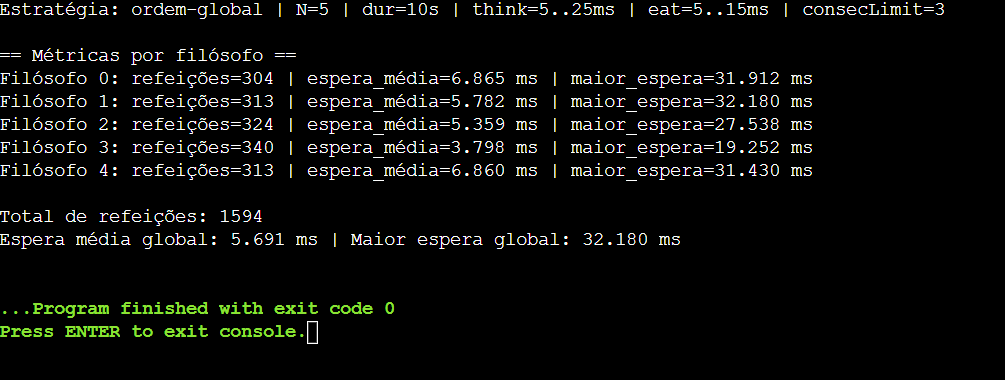 Estratégia: ordem-global | N=5 | dur=10s | think=5..25ms | eat=5..15ms | consecLimit=3
== Métricas por filósofo ==
Filósofo 0: refeições=304 | espera_média=6.865 ms | maior_espera=31.912 ms
Filósofo 1: refeições=313 | espera_média=5.782 ms | maior_espera=32.180 ms
Filósofo 2: refeições=324 | espera_média=5.359 ms | maior_espera=27.538 ms
Filósofo 3: refeições=340 | espera_média=3.798 ms | maior_espera=19.252 ms
Filósofo 4: refeições=313 | espera_média=6.860 ms | maior_espera=31.430 ms
Total de refeições: 1594
Espera média global: 5.691 ms | Maior espera global: 32.180 ms
...Program finished with exit code 0
Press ENTER to exit console.